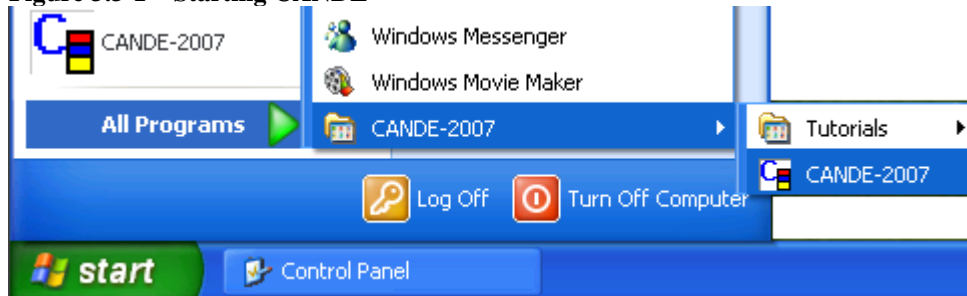 Figure 3.3-1 – Starting CANDE
CANDE-2007
Windows Messenger
Windows Movie Maker
All Programs
CANDE-2007
Tutorials
CANDE-2007
Log Off
Turn Off Computer
start
Control Panel